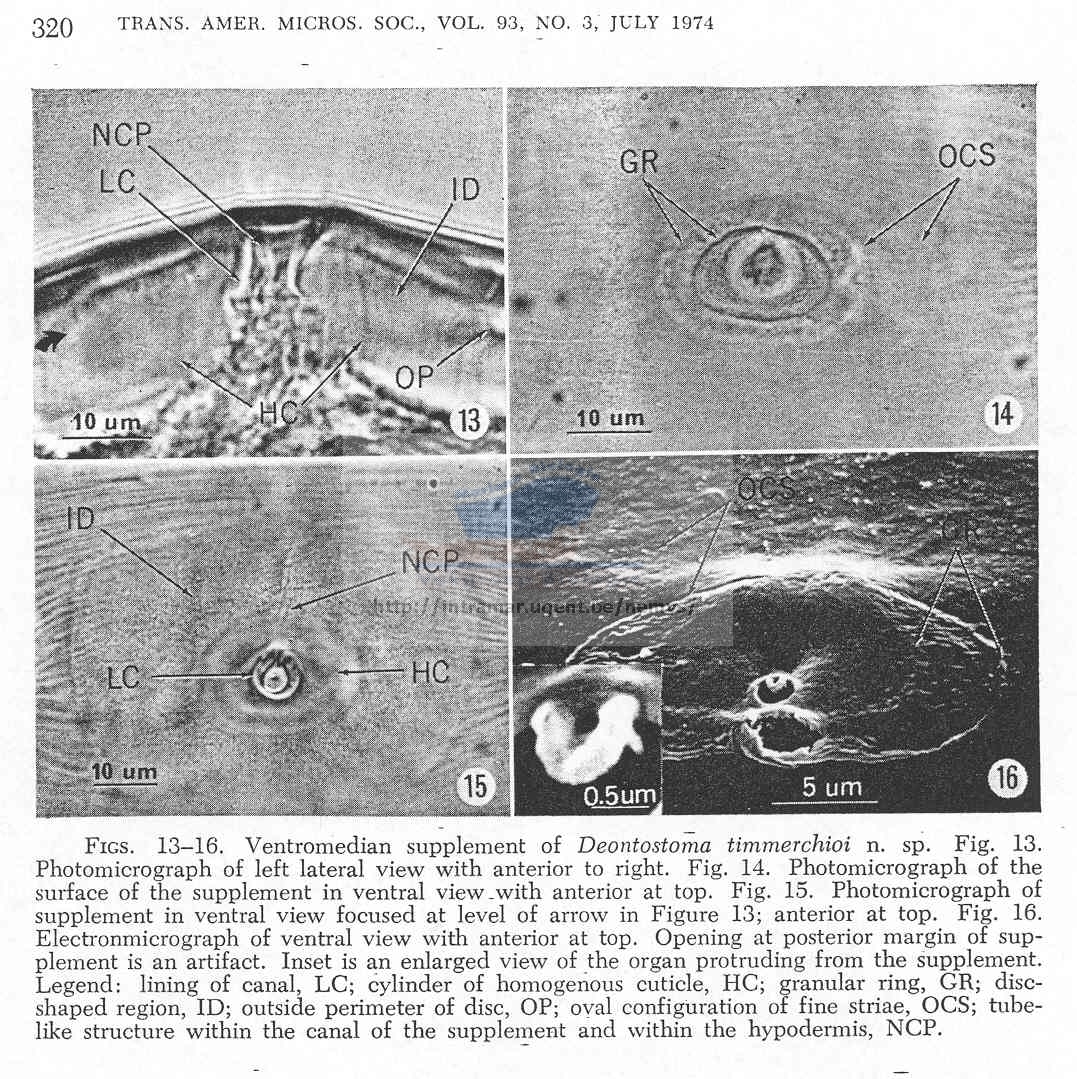 320 TRANS. AMER. MICROS. SOC., VOL. 93, NO. 3, JULY 1974
NCP
LC
ID
OP
HC
10 um
13
GR
OCS
10 um
14
ID
NCP
LC
HC
10 um
15
OCS
GR
http://intramar.ugent.be/nemys/
0.5um
5 um
16
FIGS. 13–16. Ventromedian supplement of Deontostoma timmerchioi n. sp. Fig. 13.
Photomicrograph of left lateral view with anterior to right. Fig. 14. Photomicrograph of the
surface of the supplement in ventral view with anterior at top. Fig. 15. Photomicrograph of
supplement in ventral view focused at level of arrow in Figure 13; anterior at top. Fig. 16.
Electronmicrograph of ventral view with anterior at top. Opening at posterior margin of sup-
plement is an artifact. Inset is an enlarged view of the organ protruding from the supplement.
Legend: lining of canal, LC; cylinder of homogenous cuticle, HC; granular ring, GR; disc-
shaped region, ID; outside perimeter of disc, OP; oval configuration of fine striae, OCS; tube-
like structure within the canal of the supplement and within the hypodermis, NCP.